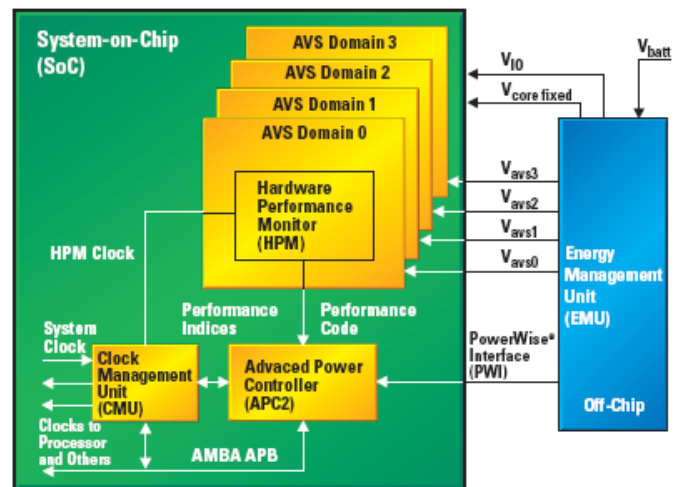 System-on-Chip
(SoC)
AVS Domain 3
AVS Domain 2
AVS Domain 1
AVS Domain 0
Hardware
Performance
Monitor
(HPM)
HPM Clock
Performance
Indices
Performance
Code
System
Clock
Clock
Management
Unit
(CMU)
Advaced Power
Controller
(APC2)
Clocks to
Processor
and Others
AMBA APB
VIO
Vcore fixed
Vbatt
Vavs3
Vavs2
Vavs1
Vavs0
PowerWise®
Interface
(PWI)
Energy
Management
Unit
(EMU)
Off-Chip